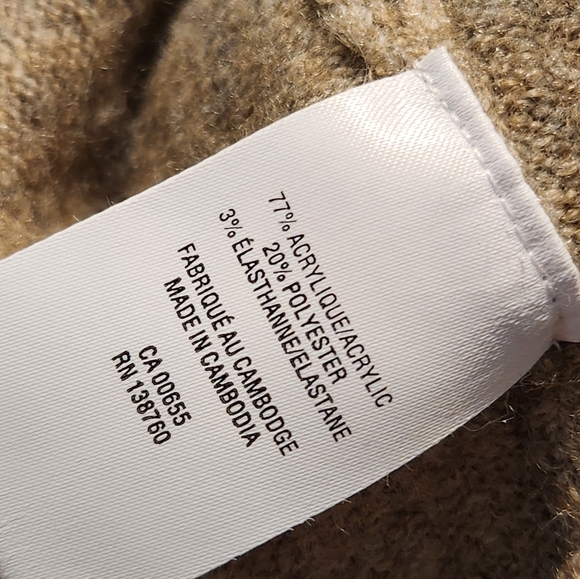 77% ACRYLIQUE/ACRYLIC
20% POLYESTER
3% ÉLASTHANNE/ELASTANE
FABRIQUÉ AU CAMBODGE
MADE IN CAMBODIA
CA 00655
RN 138760